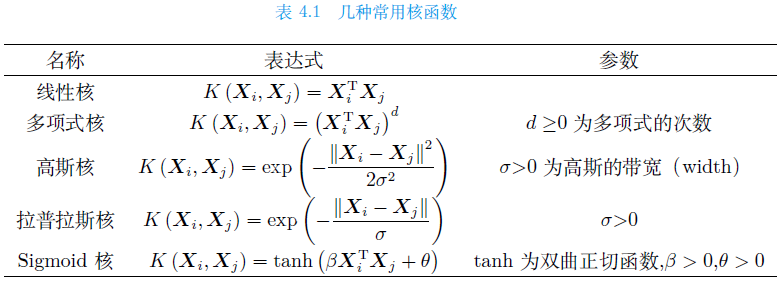 表 4.1 几种常用核函数
名称 表达式 参数
线性核 K (X_i, X_j) = X_i^T X_j
多项式核 K (X_i, X_j) = (X_i^T X_j)^d d ≥0 为多项式的次数
高斯核 K (X_i, X_j) = exp(−‖X_i − X_j‖^2 / 2σ^2) σ>0 为高斯的带宽（width）
拉普拉斯核 K (X_i, X_j) = exp(−‖X_i − X_j‖ / σ) σ>0
Sigmoid 核 K (X_i, X_j) = tanh (βX_i^T X_j + θ) tanh 为双曲正切函数,β > 0,θ > 0